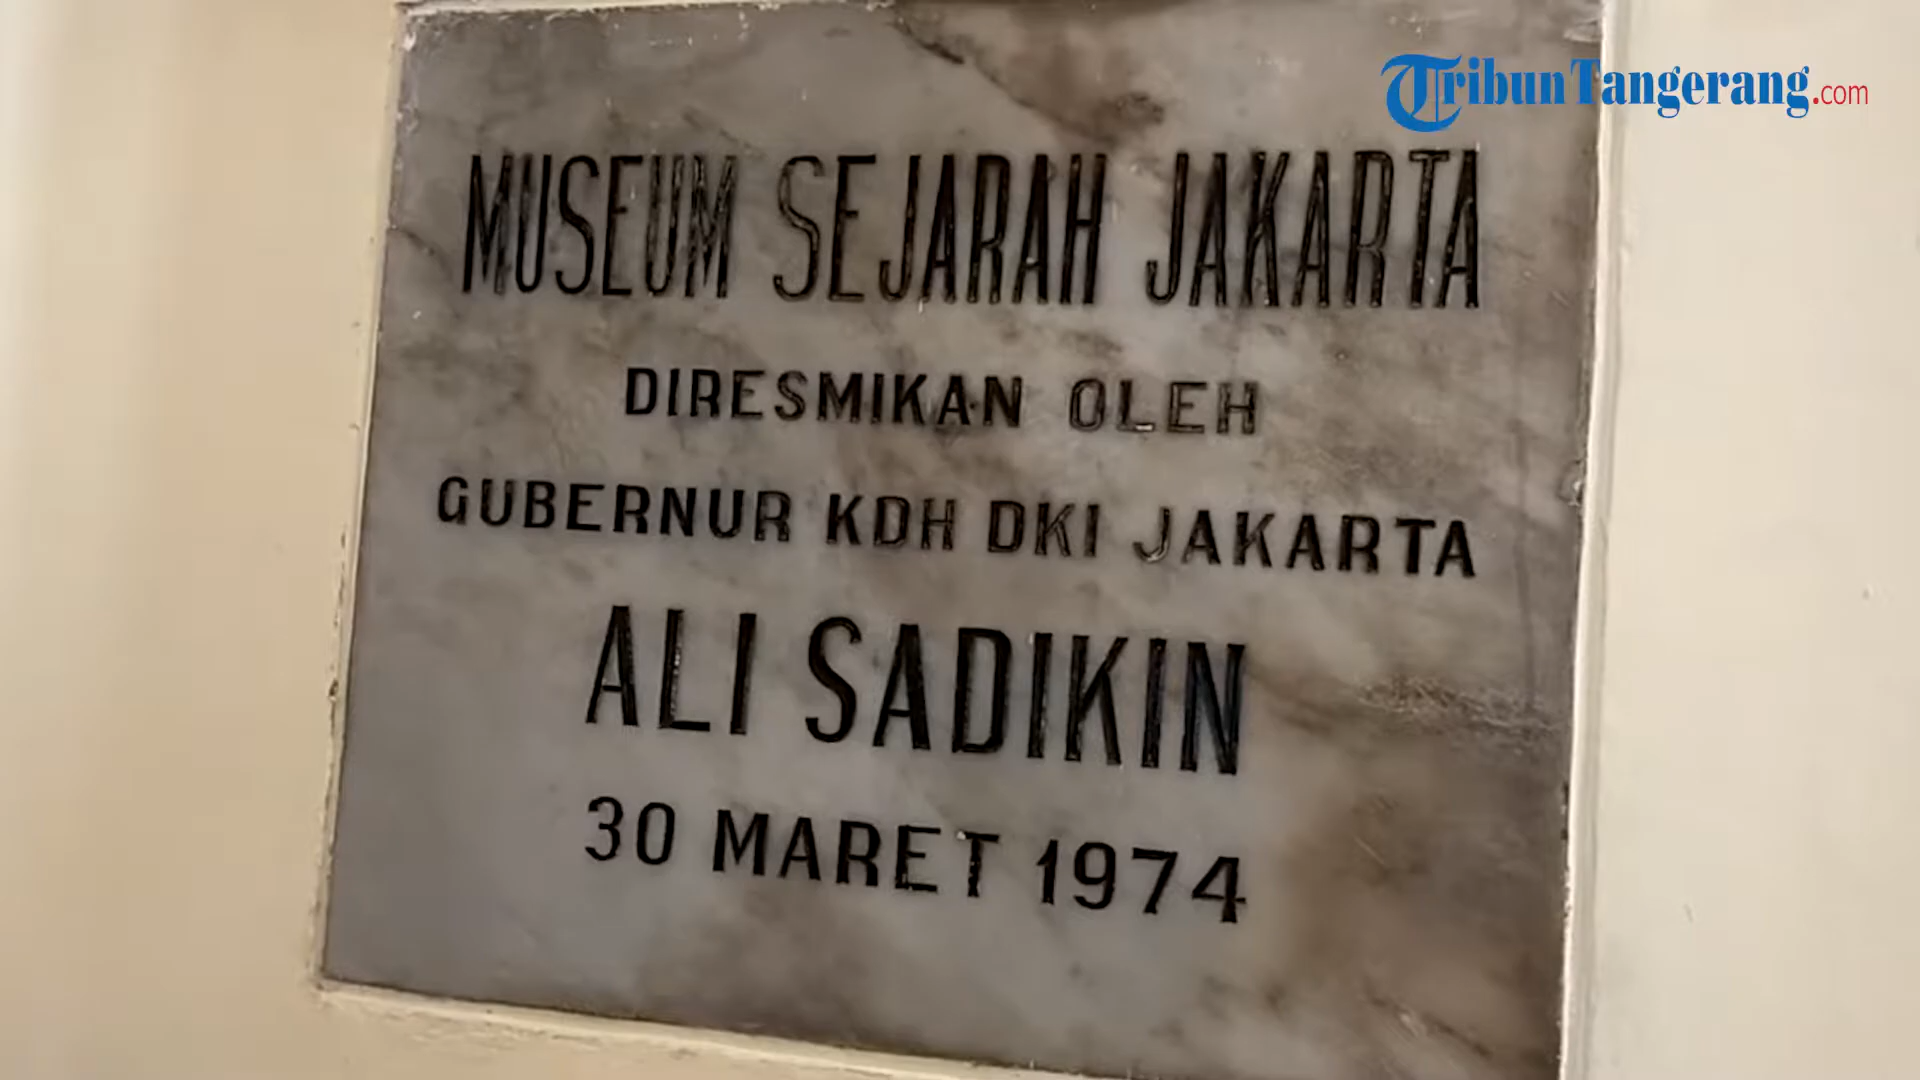 TribunTangerang.com
MUSEUM SEJARAH JAKARTA
DIRESMIKAN OLEH
GUBERNUR KDH DKI JAKARTA
ALI SADIKIN
30 MARET 1974